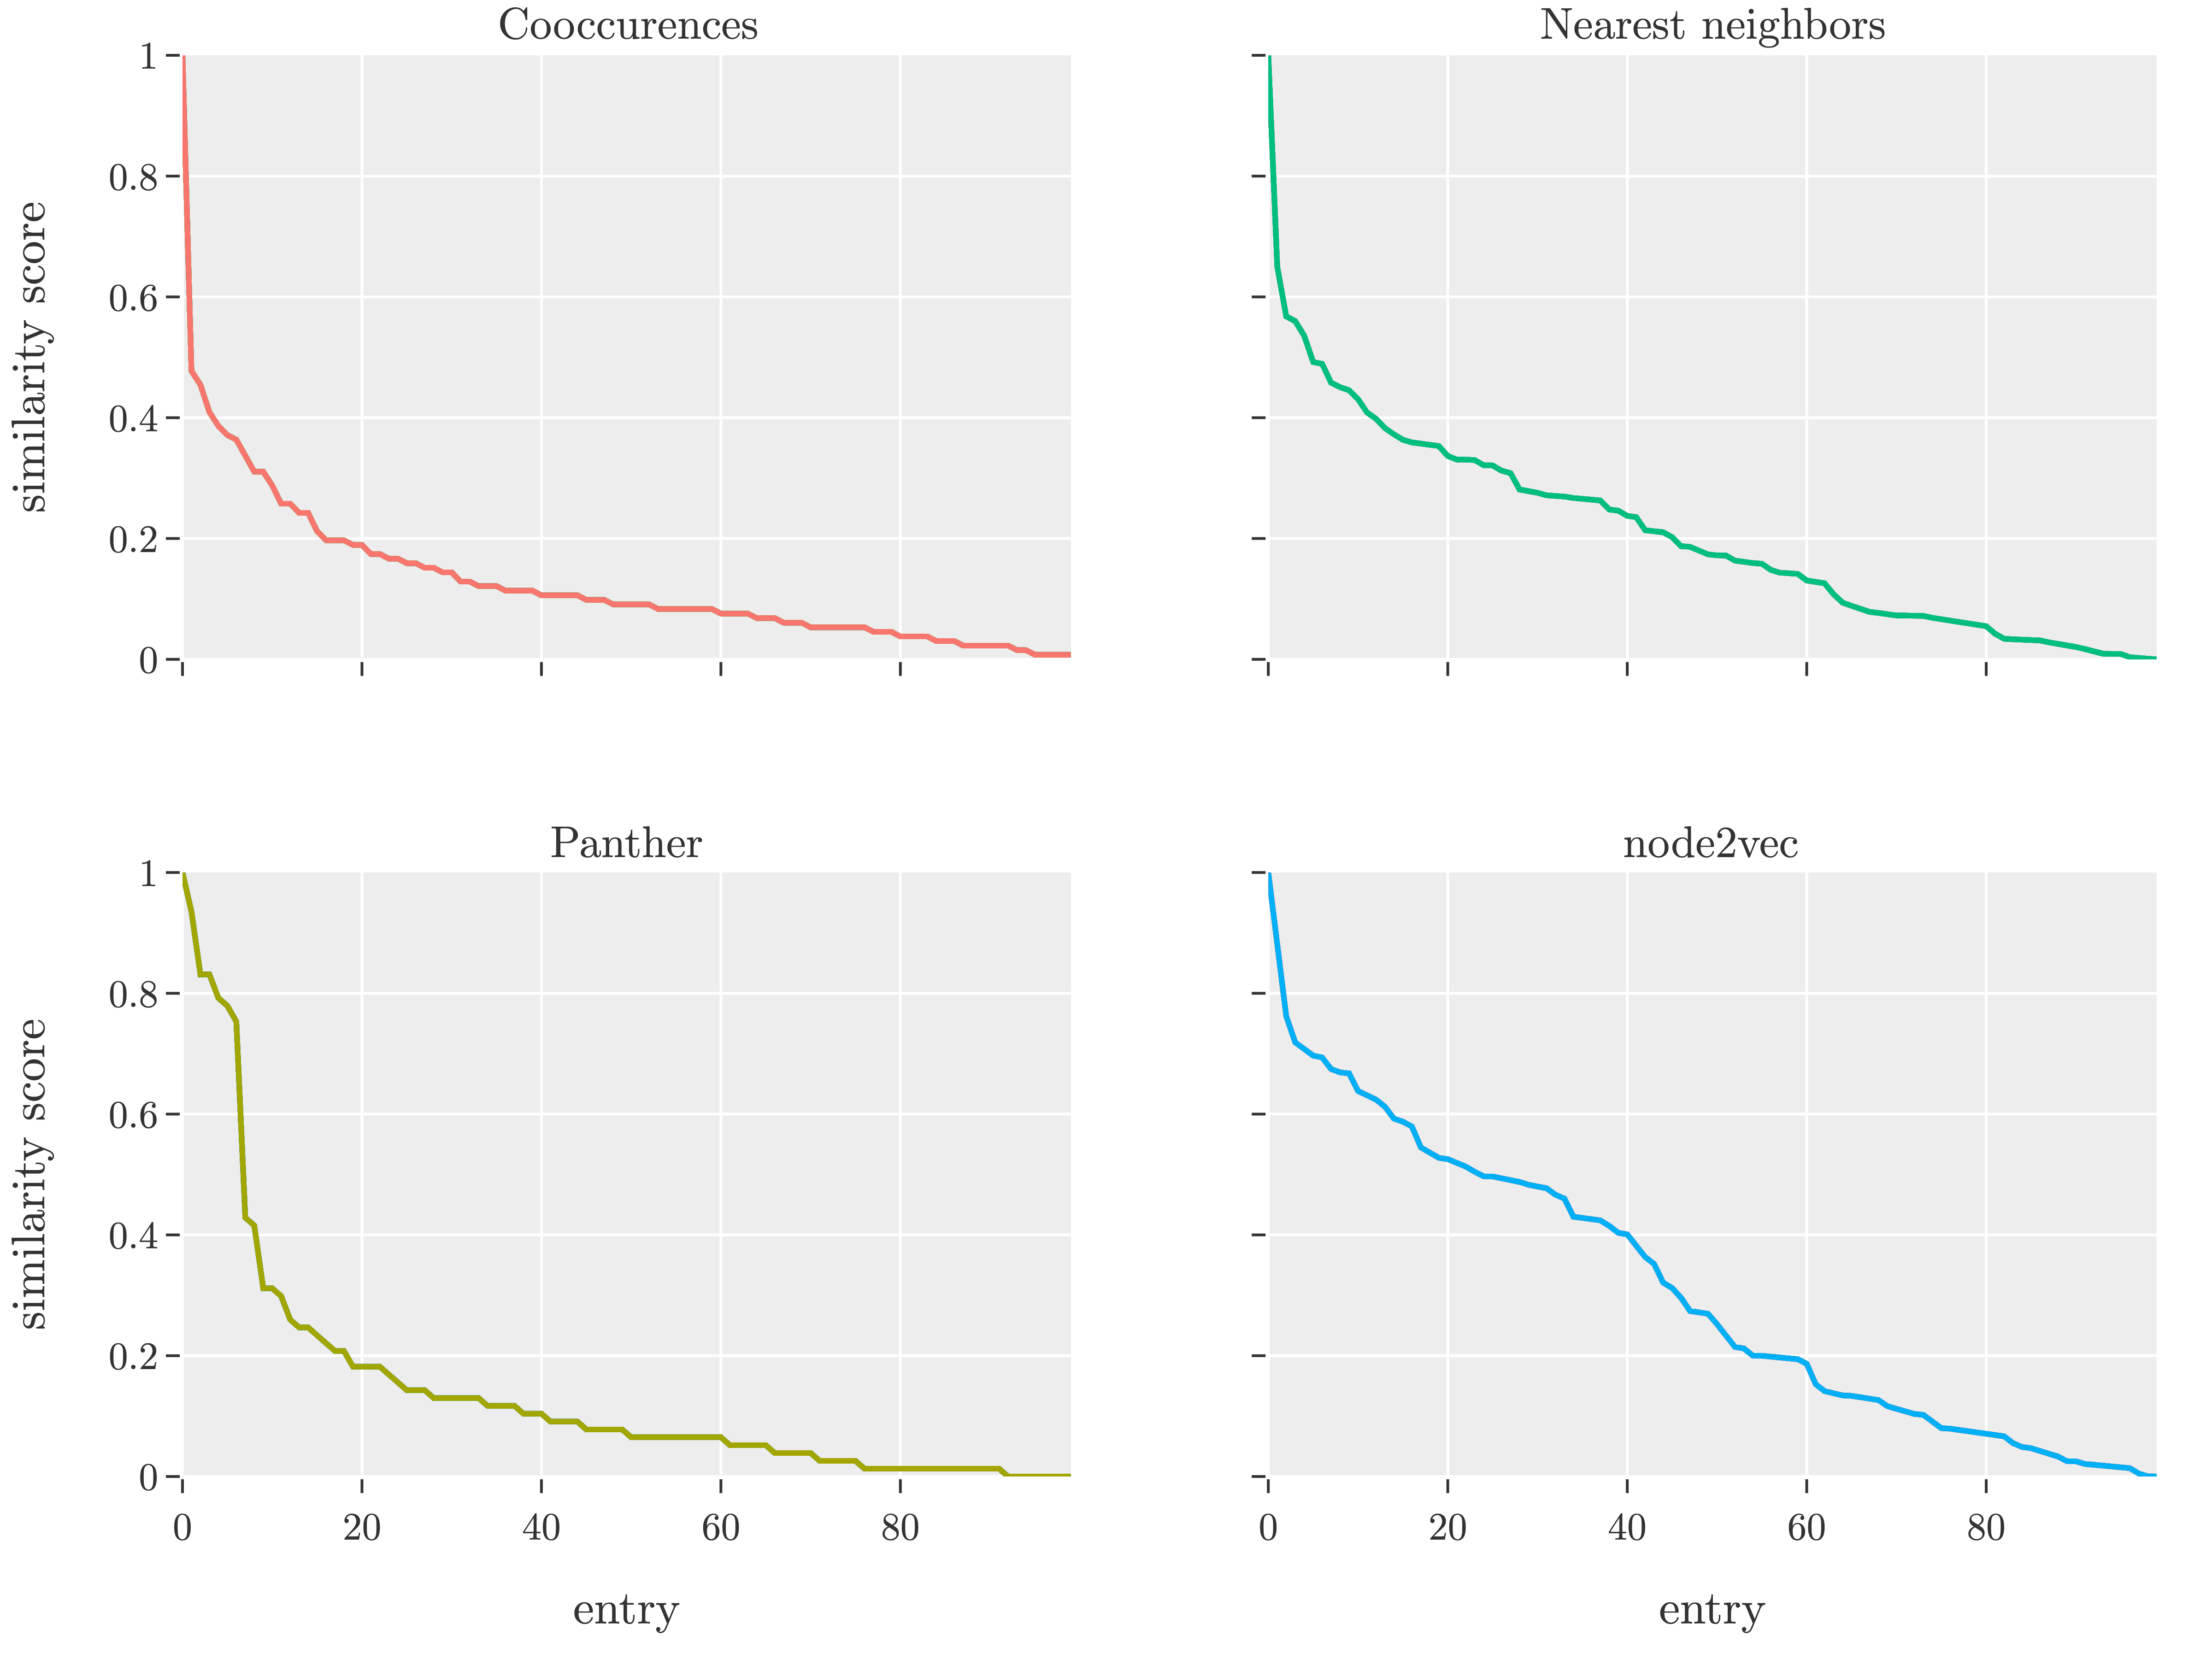 Cooccurences
Nearest neighbors
similarity score
1
0.8
0.6
0.4
0.2
0
Panther
node2vec
similarity score
1
0.8
0.6
0.4
0.2
0
0 20 40 60 80
0 20 40 60 80
entry
entry